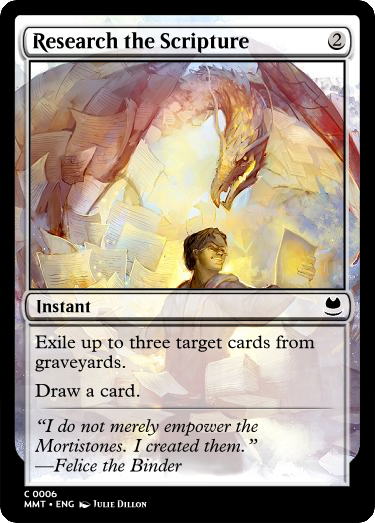 Research the Scripture
2
Instant
Exile up to three target cards from
graveyards.
Draw a card.
“I do not merely empower the
Mortistones. I created them.”
—Felice the Binder
C 0006
MMT • ENG Julie Dillon